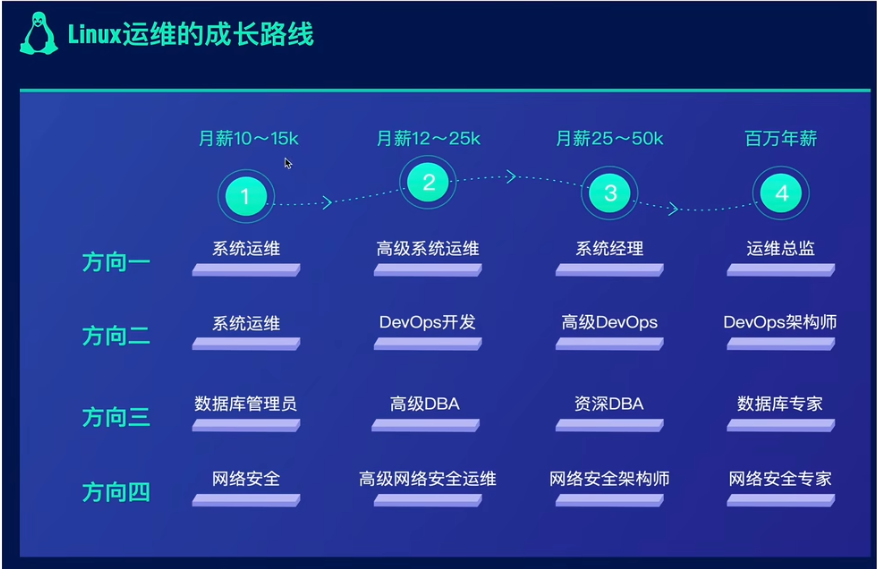 Linux运维的成长路线
月薪10～15k 月薪12～25k 月薪25～50k 百万年薪
1 2 3 4
方向一 系统运维 高级系统运维 系统经理 运维总监
方向二 系统运维 DevOps开发 高级DevOps DevOps架构师
方向三 数据库管理员 高级DBA 资深DBA 数据库专家
方向四 网络安全 高级网络安全运维 网络安全架构师 网络安全专家